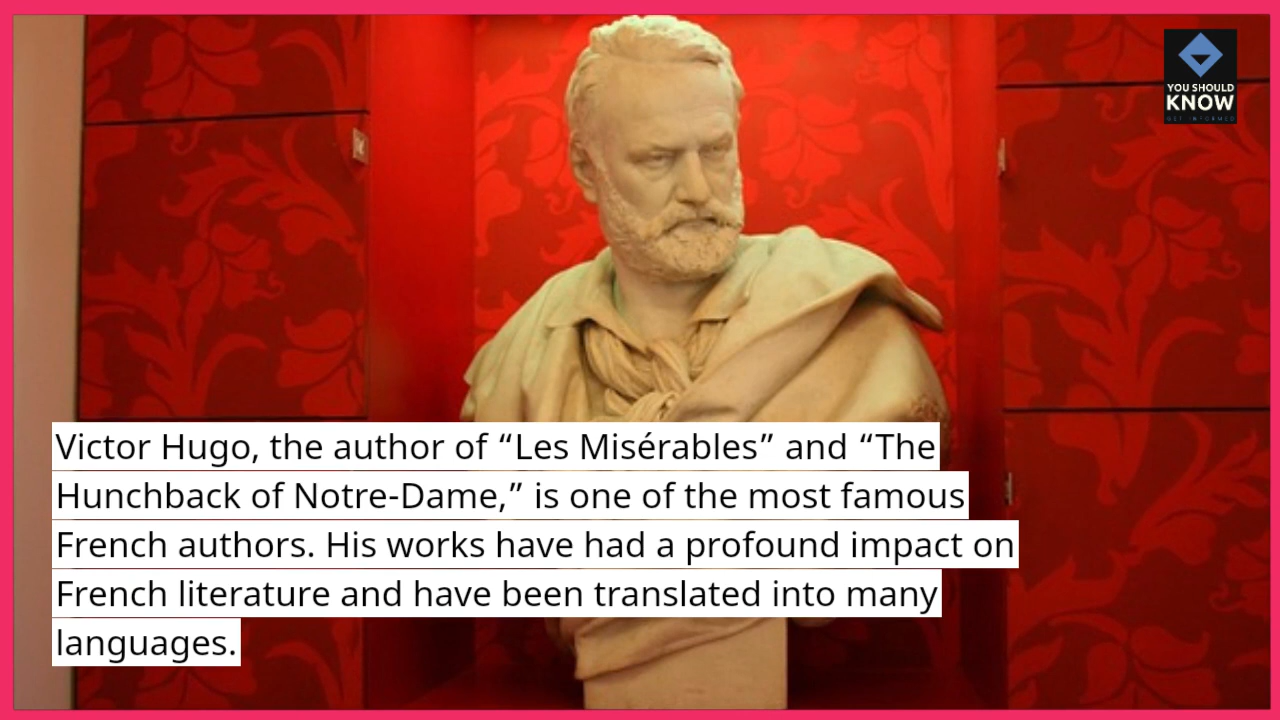 YOU SHOULD
KNOW
GET INFORMED
Victor Hugo, the author of “Les Misérables” and “The
Hunchback of Notre-Dame,” is one of the most famous
French authors. His works have had a profound impact on
French literature and have been translated into many
languages.